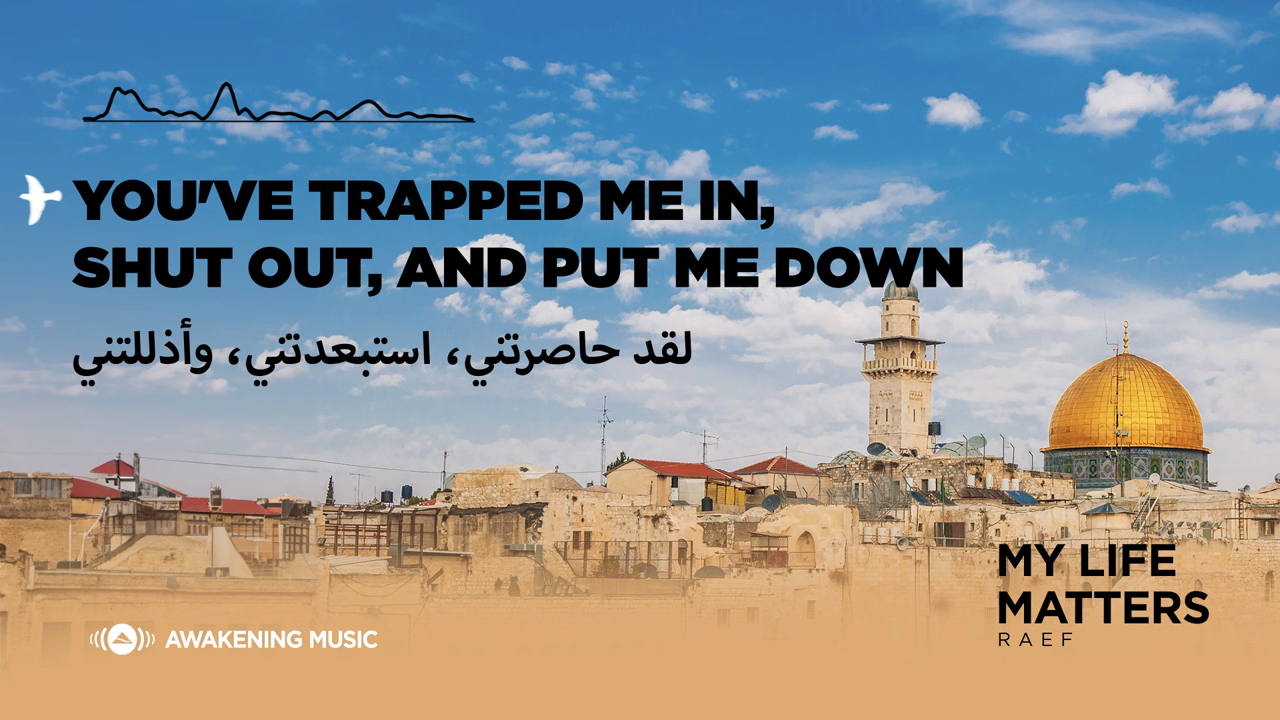 YOU'VE TRAPPED ME IN,
SHUT OUT, AND PUT ME DOWN
لقد حاصرتني، استبعدتني، وأذللتني
MY LIFE
MATTERS
RAEF
AWAKENING MUSIC